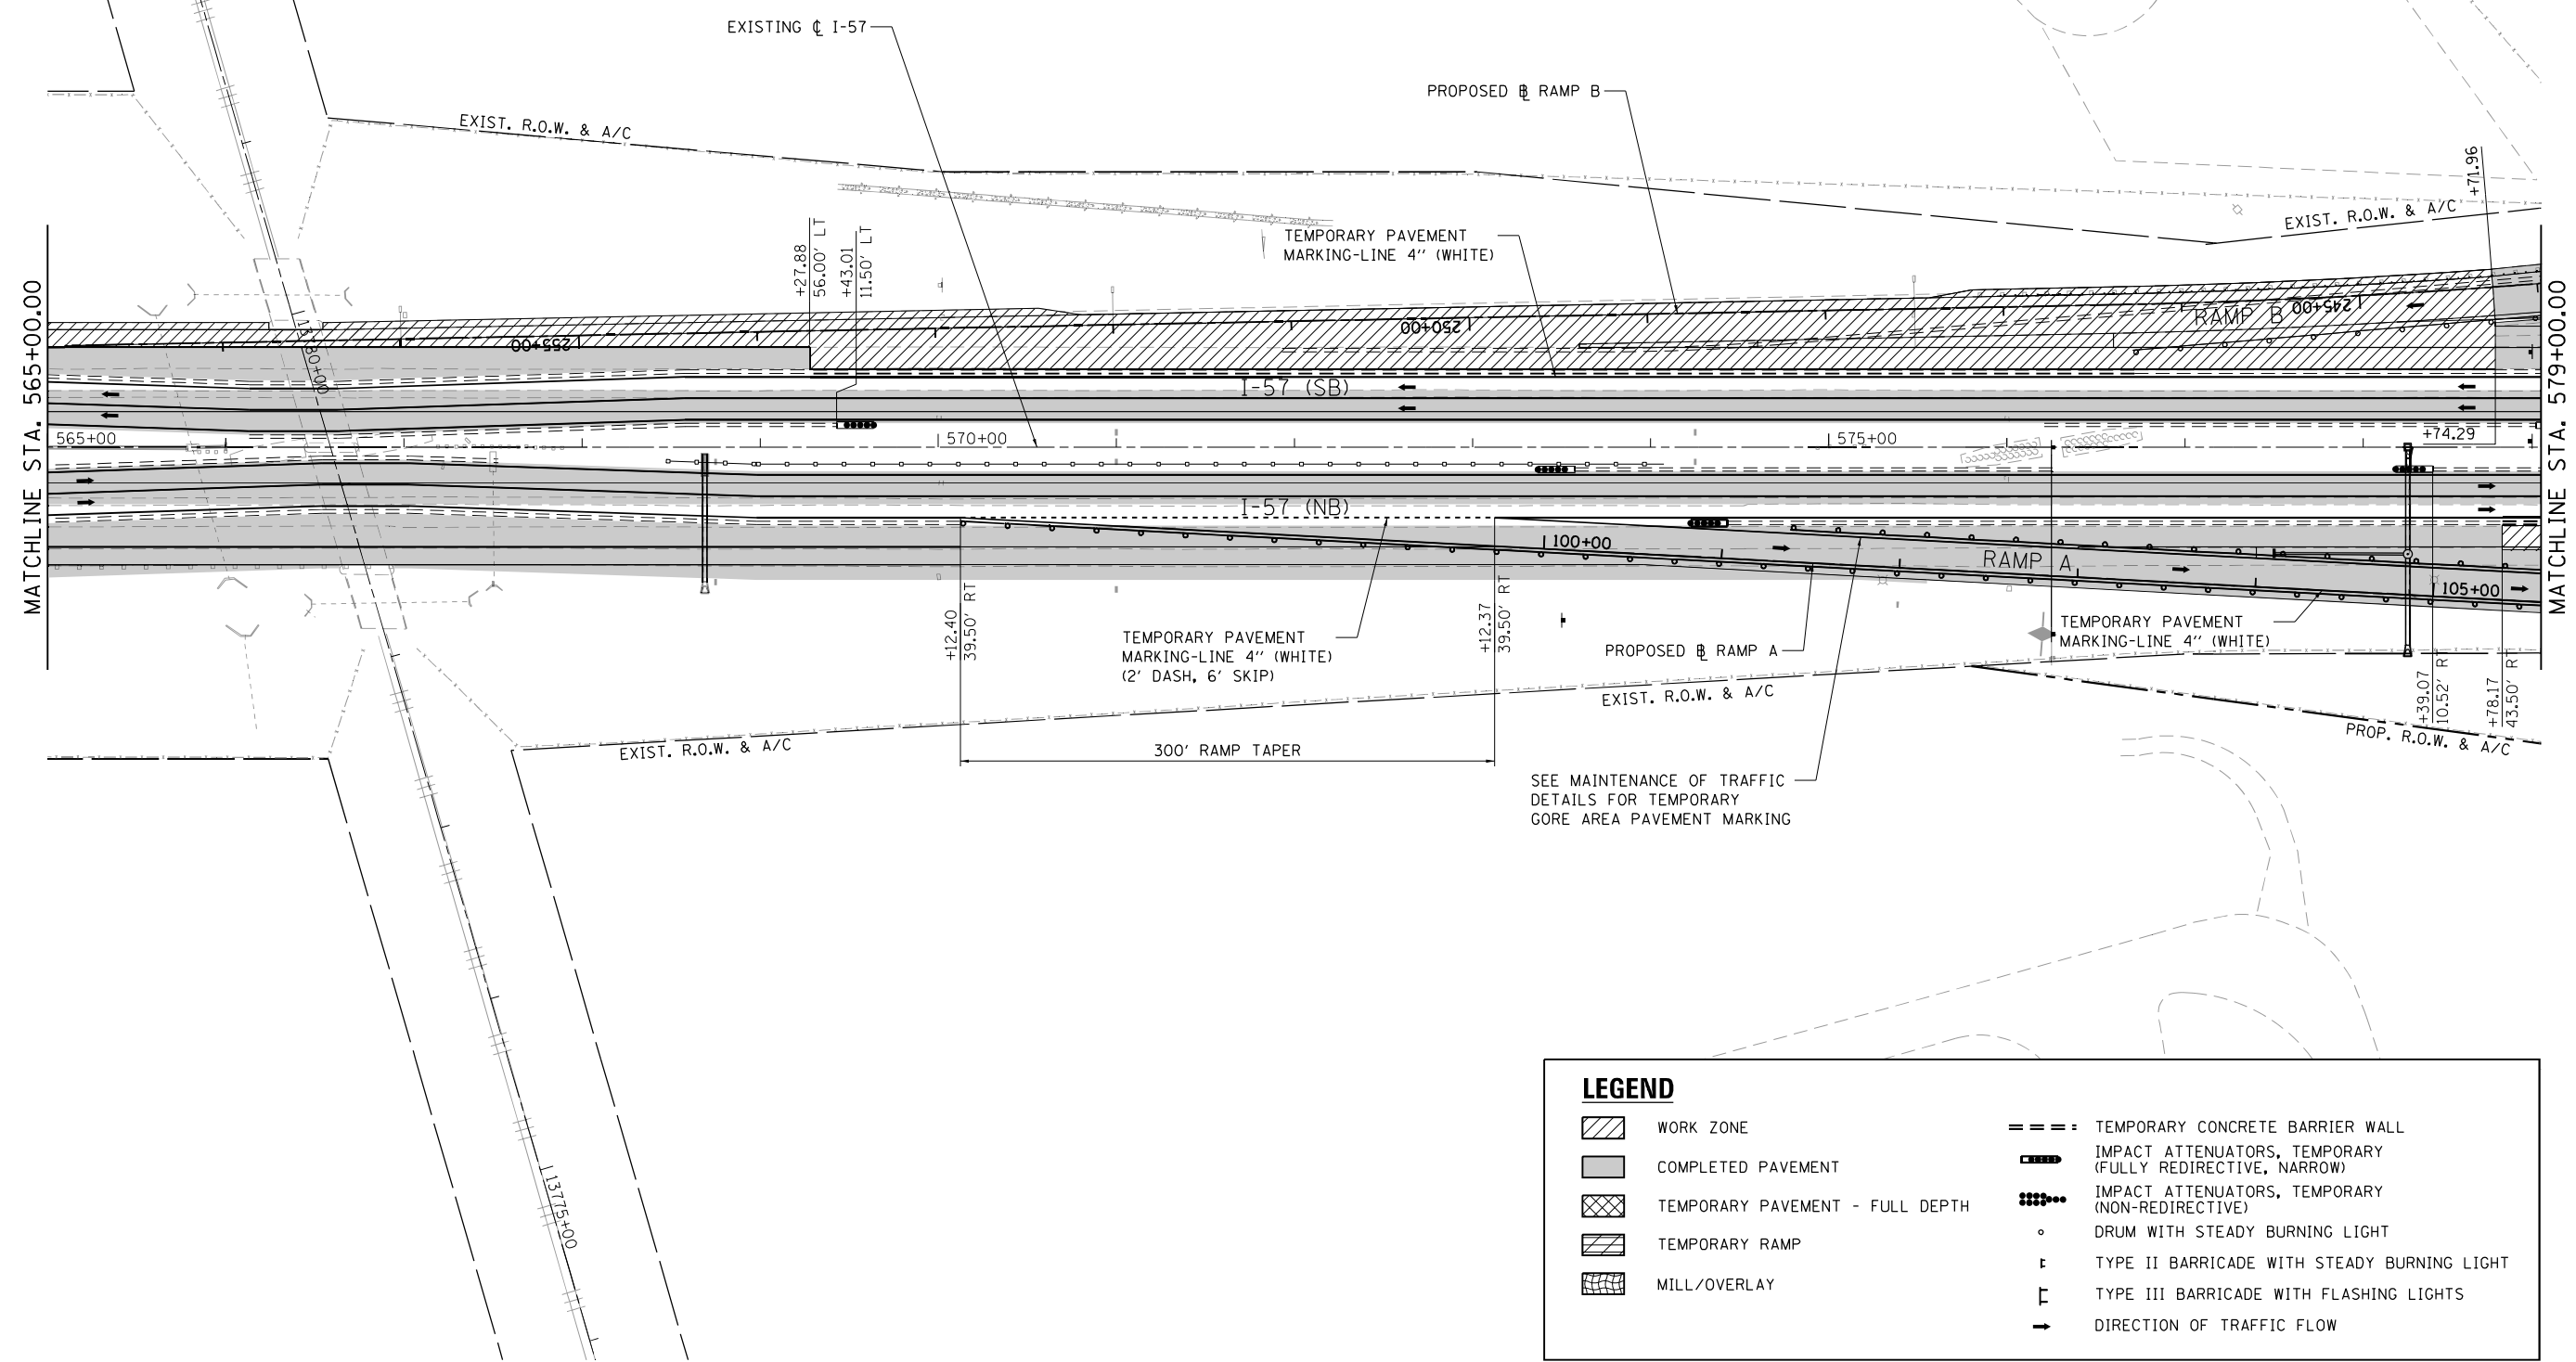 EXISTING ℄ I-57
PROPOSED B̲L RAMP B
EXIST. R.O.W. & A/C
+71.96
EXIST. R.O.W. & A/C
TEMPORARY PAVEMENT
MARKING-LINE 4" (WHITE)
+27.88
56.00' LT
+43.01
11.50' LT
MATCHLINE STA. 565+00.00
MATCHLINE STA. 579+00.00
13780+00
255+00
250+00
245+00
RAMP B
I-57 (SB)
565+00
570+00
575+00
+74.29
I-57 (NB)
100+00
RAMP A
105+00
+12.40
39.50' RT
+12.37
39.50' RT
TEMPORARY PAVEMENT
MARKING-LINE 4" (WHITE)
(2' DASH, 6' SKIP)
PROPOSED B̲L RAMP A
TEMPORARY PAVEMENT
MARKING-LINE 4" (WHITE)
+39.07
10.52' RT
+78.17
43.50' RT
EXIST. R.O.W. & A/C
EXIST. R.O.W. & A/C
PROP. R.O.W. & A/C
300' RAMP TAPER
SEE MAINTENANCE OF TRAFFIC
DETAILS FOR TEMPORARY
GORE AREA PAVEMENT MARKING
13775+00
LEGEND
WORK ZONE
COMPLETED PAVEMENT
TEMPORARY PAVEMENT - FULL DEPTH
TEMPORARY RAMP
MILL/OVERLAY
TEMPORARY CONCRETE BARRIER WALL
IMPACT ATTENUATORS, TEMPORARY
(FULLY REDIRECTIVE, NARROW)
IMPACT ATTENUATORS, TEMPORARY
(NON-REDIRECTIVE)
DRUM WITH STEADY BURNING LIGHT
TYPE II BARRICADE WITH STEADY BURNING LIGHT
TYPE III BARRICADE WITH FLASHING LIGHTS
DIRECTION OF TRAFFIC FLOW